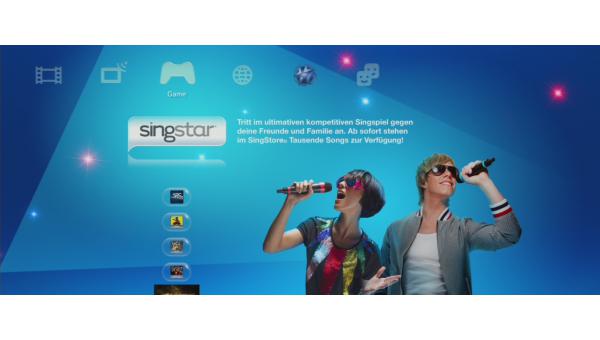 Game
singstar
Tritt im ultimativen kompetitiven Singspiel gegen
deine Freunde und Familie an. Ab sofort stehen
im SingStore® Tausende Songs zur Verfügung!